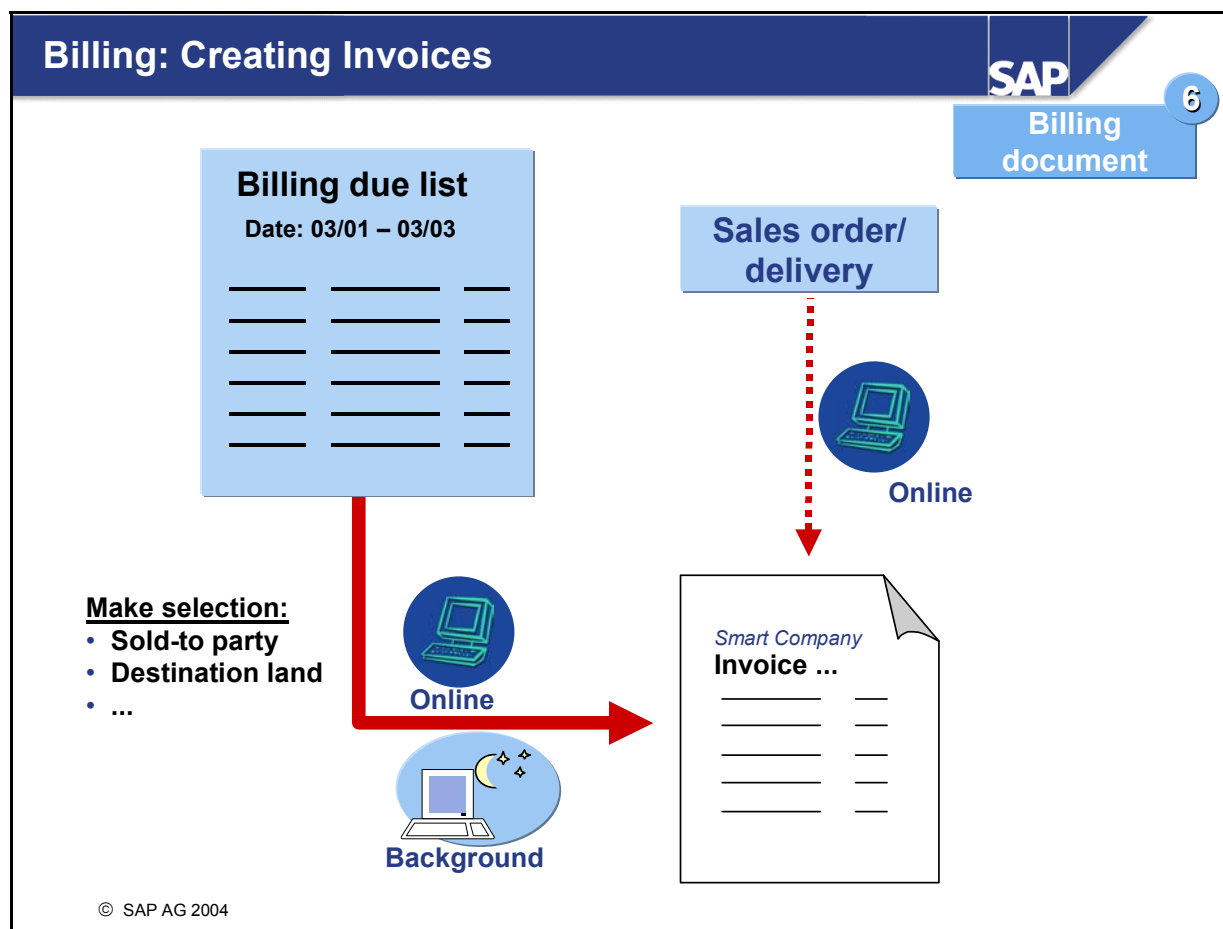 Billing: Creating Invoices
SAP
6
Billing
document
Billing due list
Date: 03/01 – 03/03
Sales order/
delivery
Online
Make selection:
• Sold-to party
• Destination land
• ...
Online
Background
Smart Company
Invoice ...
© SAP AG 2004